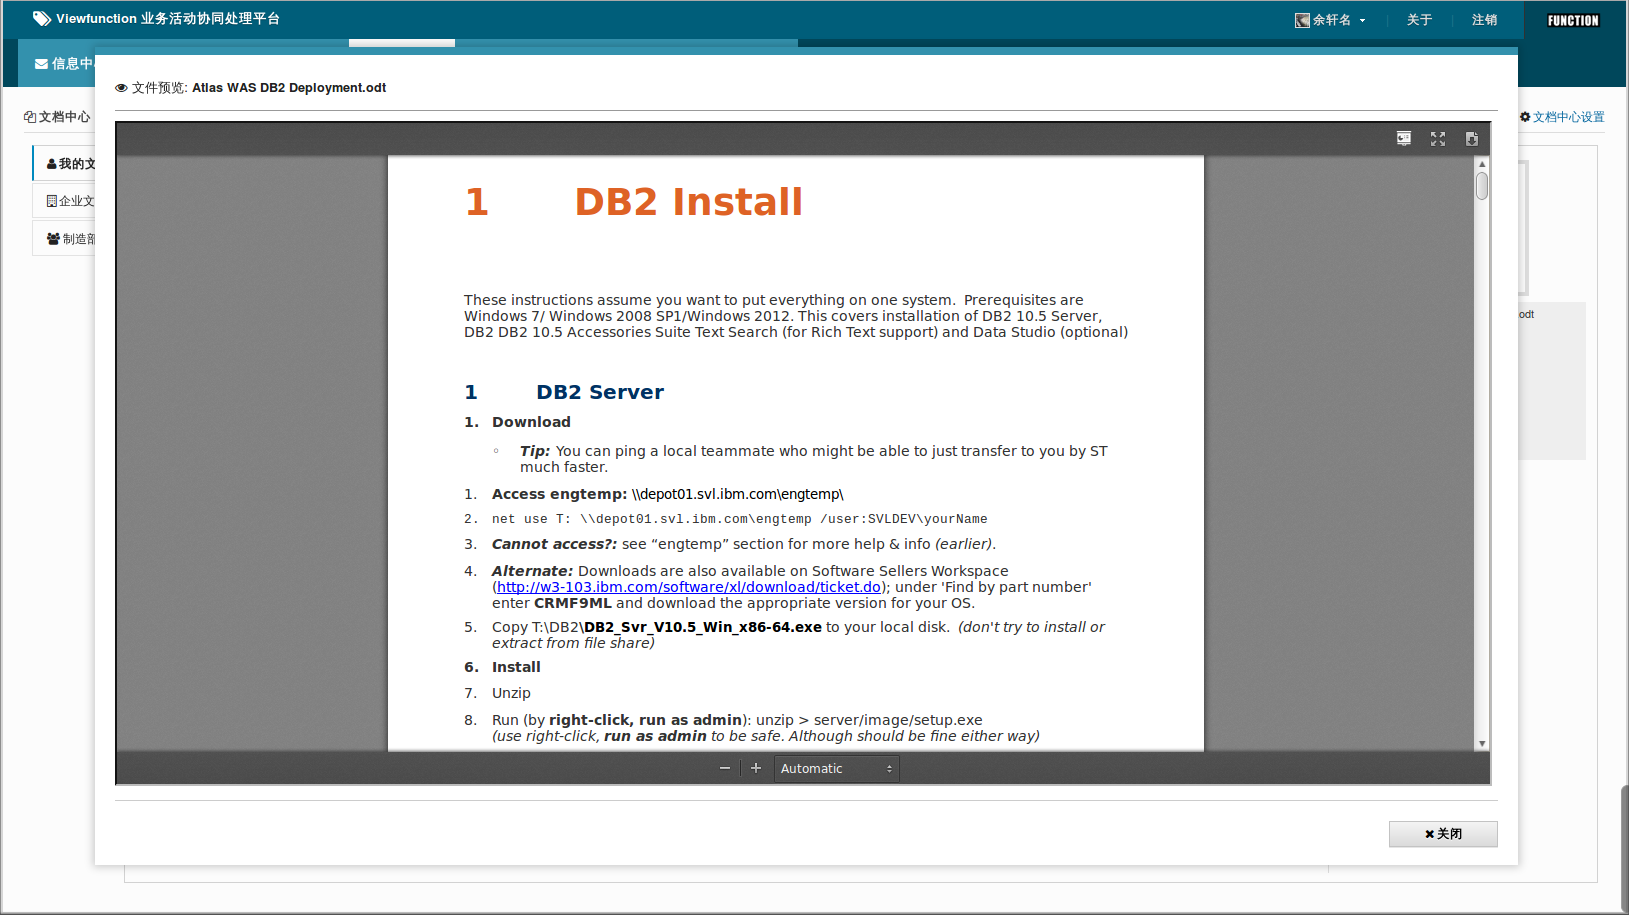 Viewfunction 业务活动协同处理平台
余轩名
关于
注销
FUNCTION
信息中
文件预览: Atlas WAS DB2 Deployment.odt
文档中心
文档中心设置
我的文
企业文
制造部
odt
1 DB2 Install
These instructions assume you want to put everything on one system.  Prerequisites are
Windows 7/ Windows 2008 SP1/Windows 2012. This covers installation of DB2 10.5 Server,
DB2 DB2 10.5 Accessories Suite Text Search (for Rich Text support) and Data Studio (optional)
1 DB2 Server
1. Download
◦ Tip: You can ping a local teammate who might be able to just transfer to you by ST
much faster.
1. Access engtemp: \\depot01.svl.ibm.com\engtemp\
2. net use T: \\depot01.svl.ibm.com\engtemp /user:SVLDEV\yourName
3. Cannot access?: see “engtemp” section for more help & info (earlier).
4. Alternate: Downloads are also available on Software Sellers Workspace
(http://w3-103.ibm.com/software/xl/download/ticket.do); under 'Find by part number'
enter CRMF9ML and download the appropriate version for your OS.
5. Copy T:\DB2\DB2_Svr_V10.5_Win_x86-64.exe to your local disk.  (don't try to install or
extract from file share)
6. Install
7. Unzip
8. Run (by right-click, run as admin): unzip > server/image/setup.exe
(use right-click, run as admin to be safe. Although should be fine either way)
Automatic
关闭